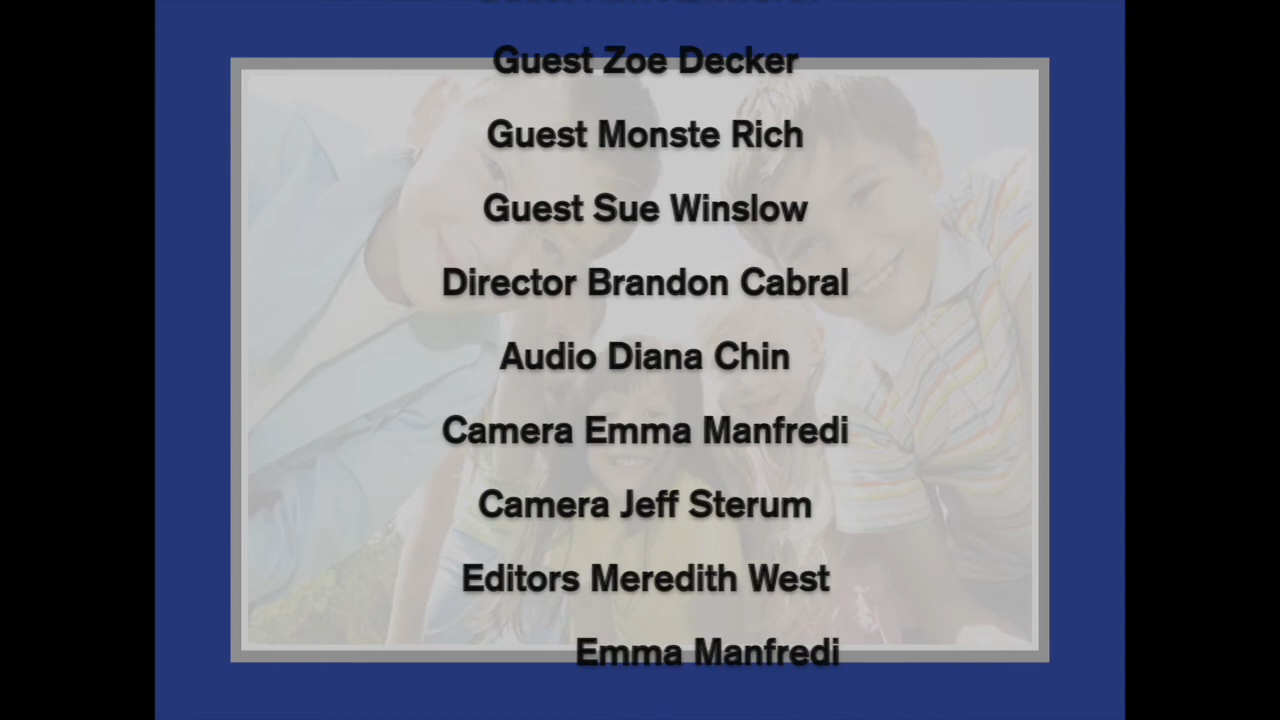 Guest Zoe Decker
Guest Monste Rich
Guest Sue Winslow
Director Brandon Cabral
Audio Diana Chin
Camera Emma Manfredi
Camera Jeff Sterum
Editors Meredith West
Emma Manfredi